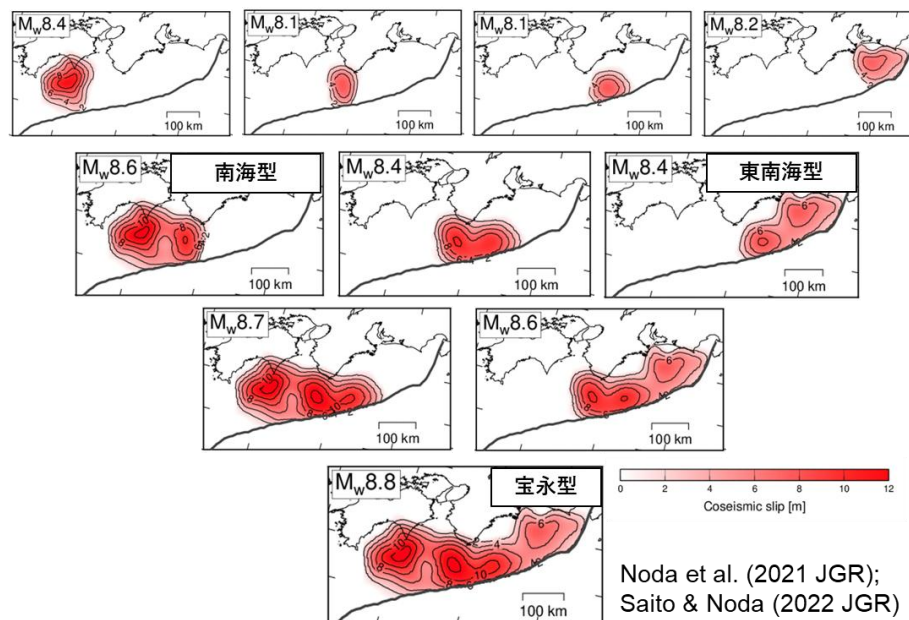 Mw8.4
100 km
Mw8.1
100 km
Mw8.1
100 km
Mw8.2
100 km
Mw8.6
南海型
100 km
Mw8.4
100 km
Mw8.4
東南海型
100 km
Mw8.7
100 km
Mw8.6
100 km
Mw8.8
宝永型
100 km
0 2 4 6 8 10 12
Coseismic slip [m]
Noda et al. (2021 JGR);
Saito & Noda (2022 JGR)